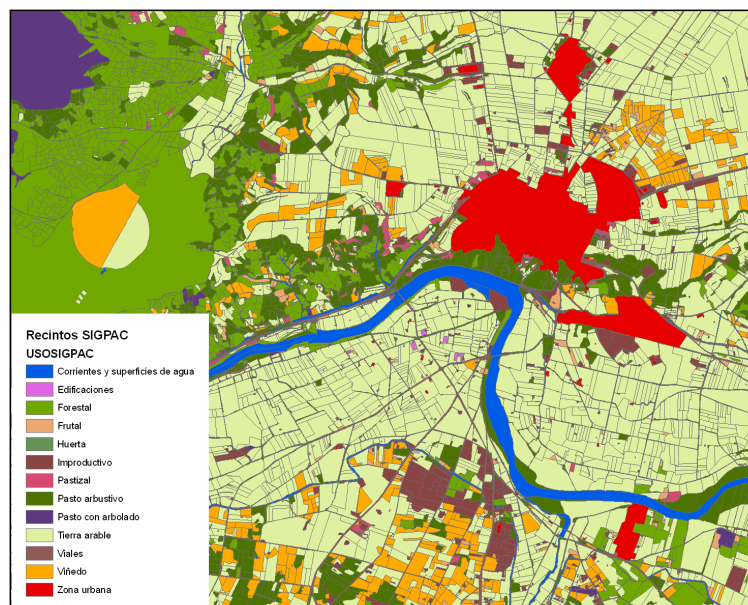 Recintos SIGPAC
USOSIGPAC
Corrientes y superficies de agua
Edificaciones
Forestal
Frutal
Huerta
Improductivo
Pastizal
Pasto arbustivo
Pasto con arbolado
Tierra arable
Viales
Viñedo
Zona urbana